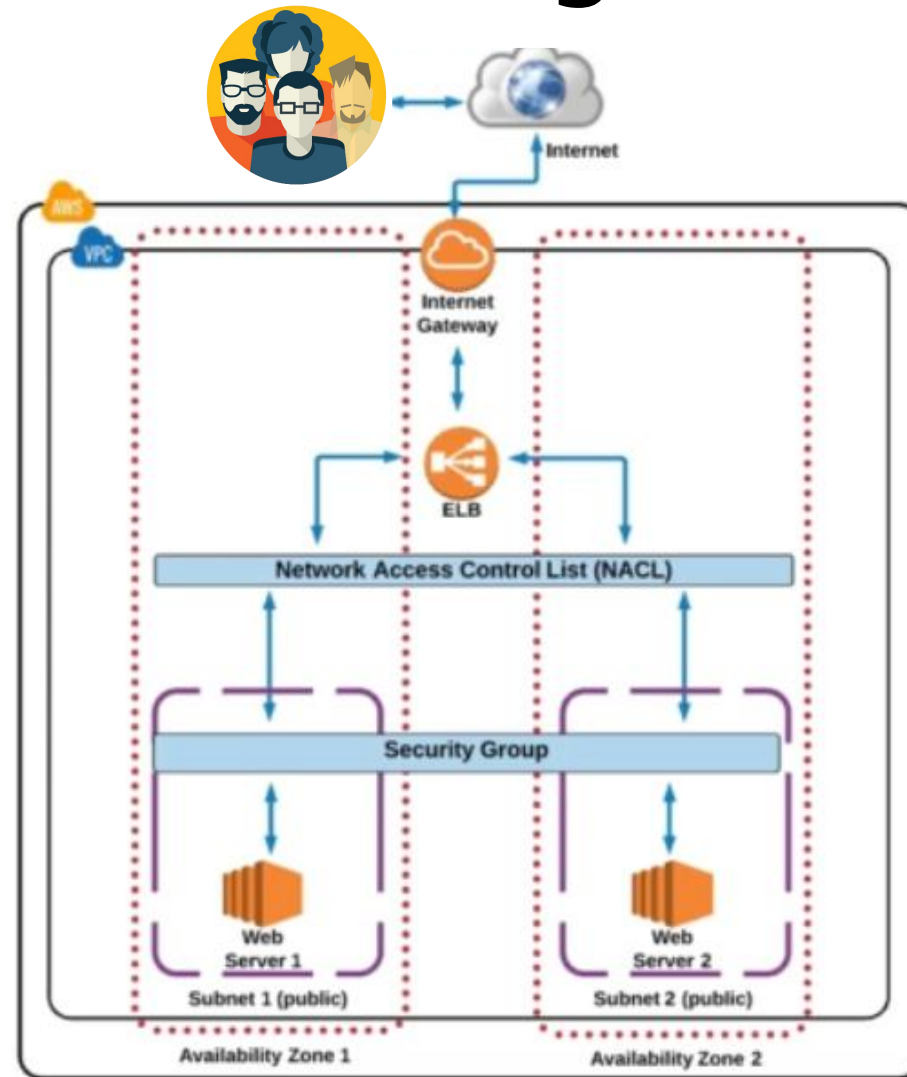 Internet
AWS
VPC
Internet
Gateway
ELB
Network Access Control List (NACL)
Security Group
Web
Server 1
Web
Server 2
Subnet 1 (public)
Subnet 2 (public)
Availability Zone 1
Availability Zone 2